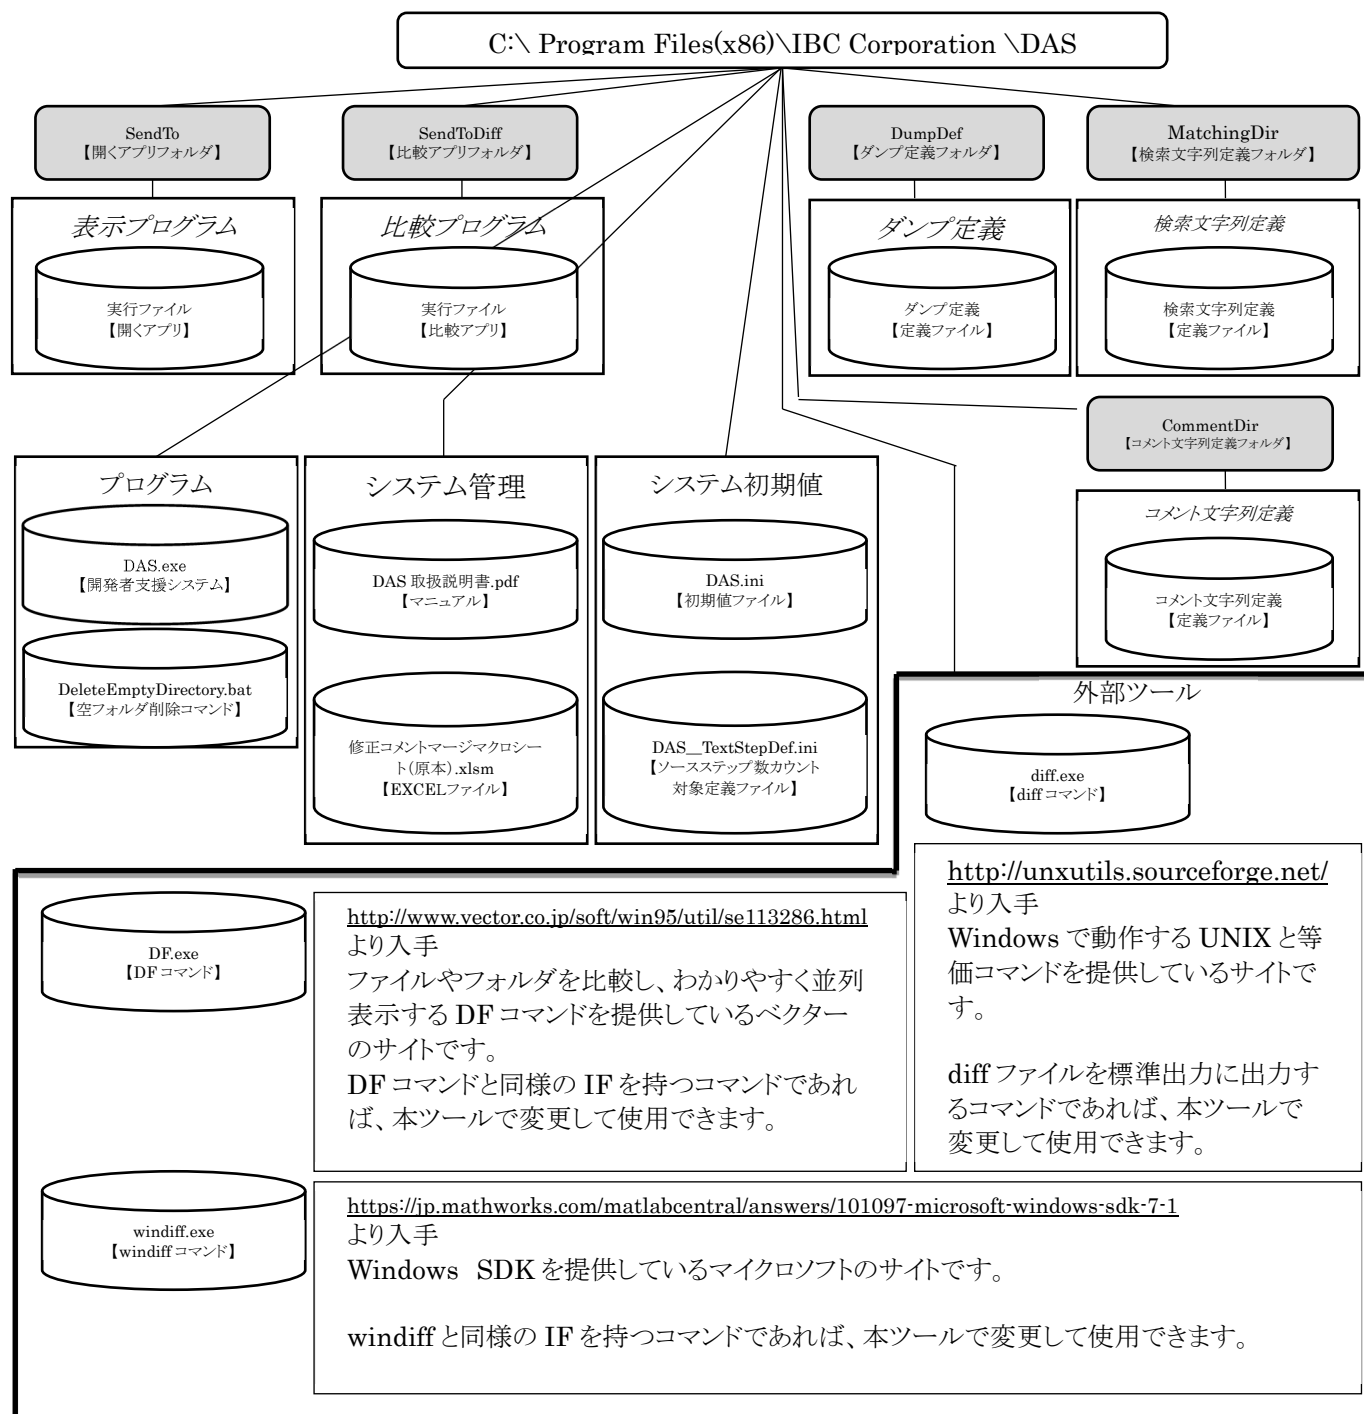 C:\ Program Files(x86)\IBC Corporation \DAS
SendTo
【開くアプリフォルダ】
SendToDiff
【比較アプリフォルダ】
DumpDef
【ダンプ定義フォルダ】
MatchingDir
【検索文字列定義フォルダ】
表示プログラム
実行ファイル
【開くアプリ】
比較プログラム
実行ファイル
【比較アプリ】
ダンプ定義
ダンプ定義
【定義ファイル】
検索文字列定義
検索文字列定義
【定義ファイル】
CommentDir
【コメント文字列定義フォルダ】
コメント文字列定義
コメント文字列定義
【定義ファイル】
プログラム
DAS.exe
【開発者支援システム】
DeleteEmptyDirectory.bat
【空フォルダ削除コマンド】
システム管理
DAS 取扱説明書.pdf
【マニュアル】
修正コメントマージマクロシー
ト(原本).xlsm
【EXCELファイル】
システム初期値
DAS.ini
【初期値ファイル】
DAS__TextStepDef.ini
【ソースステップ数カウント
対象定義ファイル】
外部ツール
diff.exe
【diff コマンド】
http://unxutils.sourceforge.net/
より入手
Windows で動作する UNIX と等
価コマンドを提供しているサイトで
す。
diff ファイルを標準出力に出力す
るコマンドであれば、本ツールで
変更して使用できます。
DF.exe
【DF コマンド】
http://www.vector.co.jp/soft/win95/util/se113286.html
より入手
ファイルやフォルダを比較し、わかりやすく並列
表示する DF コマンドを提供しているベクター
のサイトです。
DF コマンドと同様の IF を持つコマンドであれ
ば、本ツールで変更して使用できます。
windiff.exe
【windiff コマンド】
https://jp.mathworks.com/matlabcentral/answers/101097-microsoft-windows-sdk-7-1
より入手
Windows　SDK を提供しているマイクロソフトのサイトです。
windiff と同様の IF を持つコマンドであれば、本ツールで変更して使用できます。